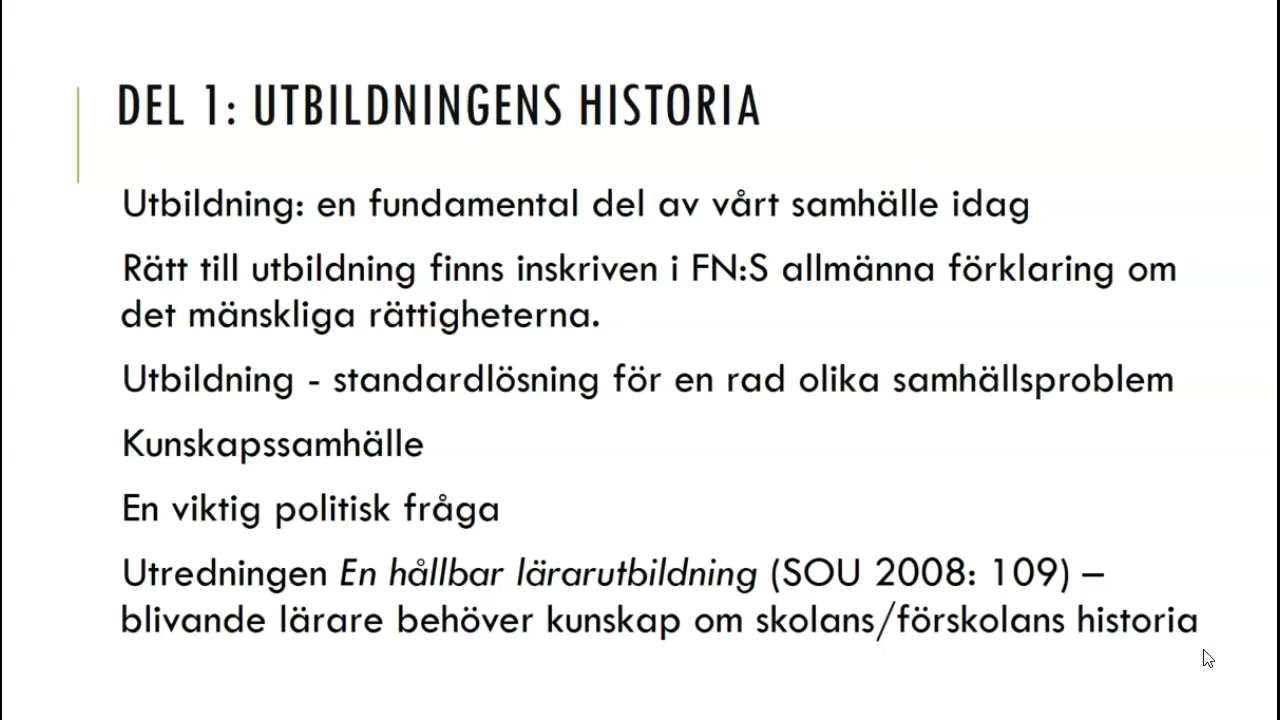 DEL 1: UTBILDNINGENS HISTORIA
Utbildning: en fundamental del av vårt samhälle idag
Rätt till utbildning finns inskriven i FN:S allmänna förklaring om
det mänskliga rättigheterna.
Utbildning - standardlösning för en rad olika samhällsproblem
Kunskapssamhälle
En viktig politisk fråga
Utredningen En hållbar lärarutbildning (SOU 2008: 109) –
blivande lärare behöver kunskap om skolans/förskolans historia